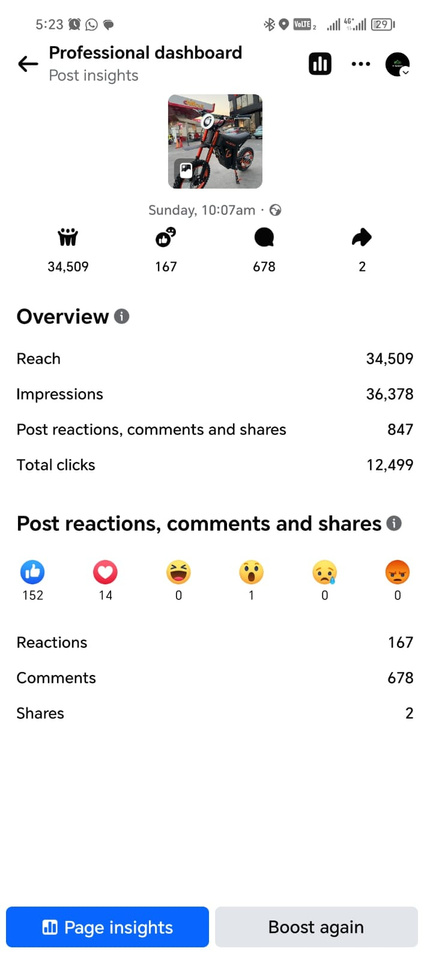 5:23
VoLTE 2
4G+
29
Professional dashboard
Post insights
Sunday, 10:07am ·
34,509 167 678 2
Overview
Reach 34,509
Impressions 36,378
Post reactions, comments and shares 847
Total clicks 12,499
Post reactions, comments and shares
152 14 0 1 0 0
Reactions 167
Comments 678
Shares 2
Page insights
Boost again